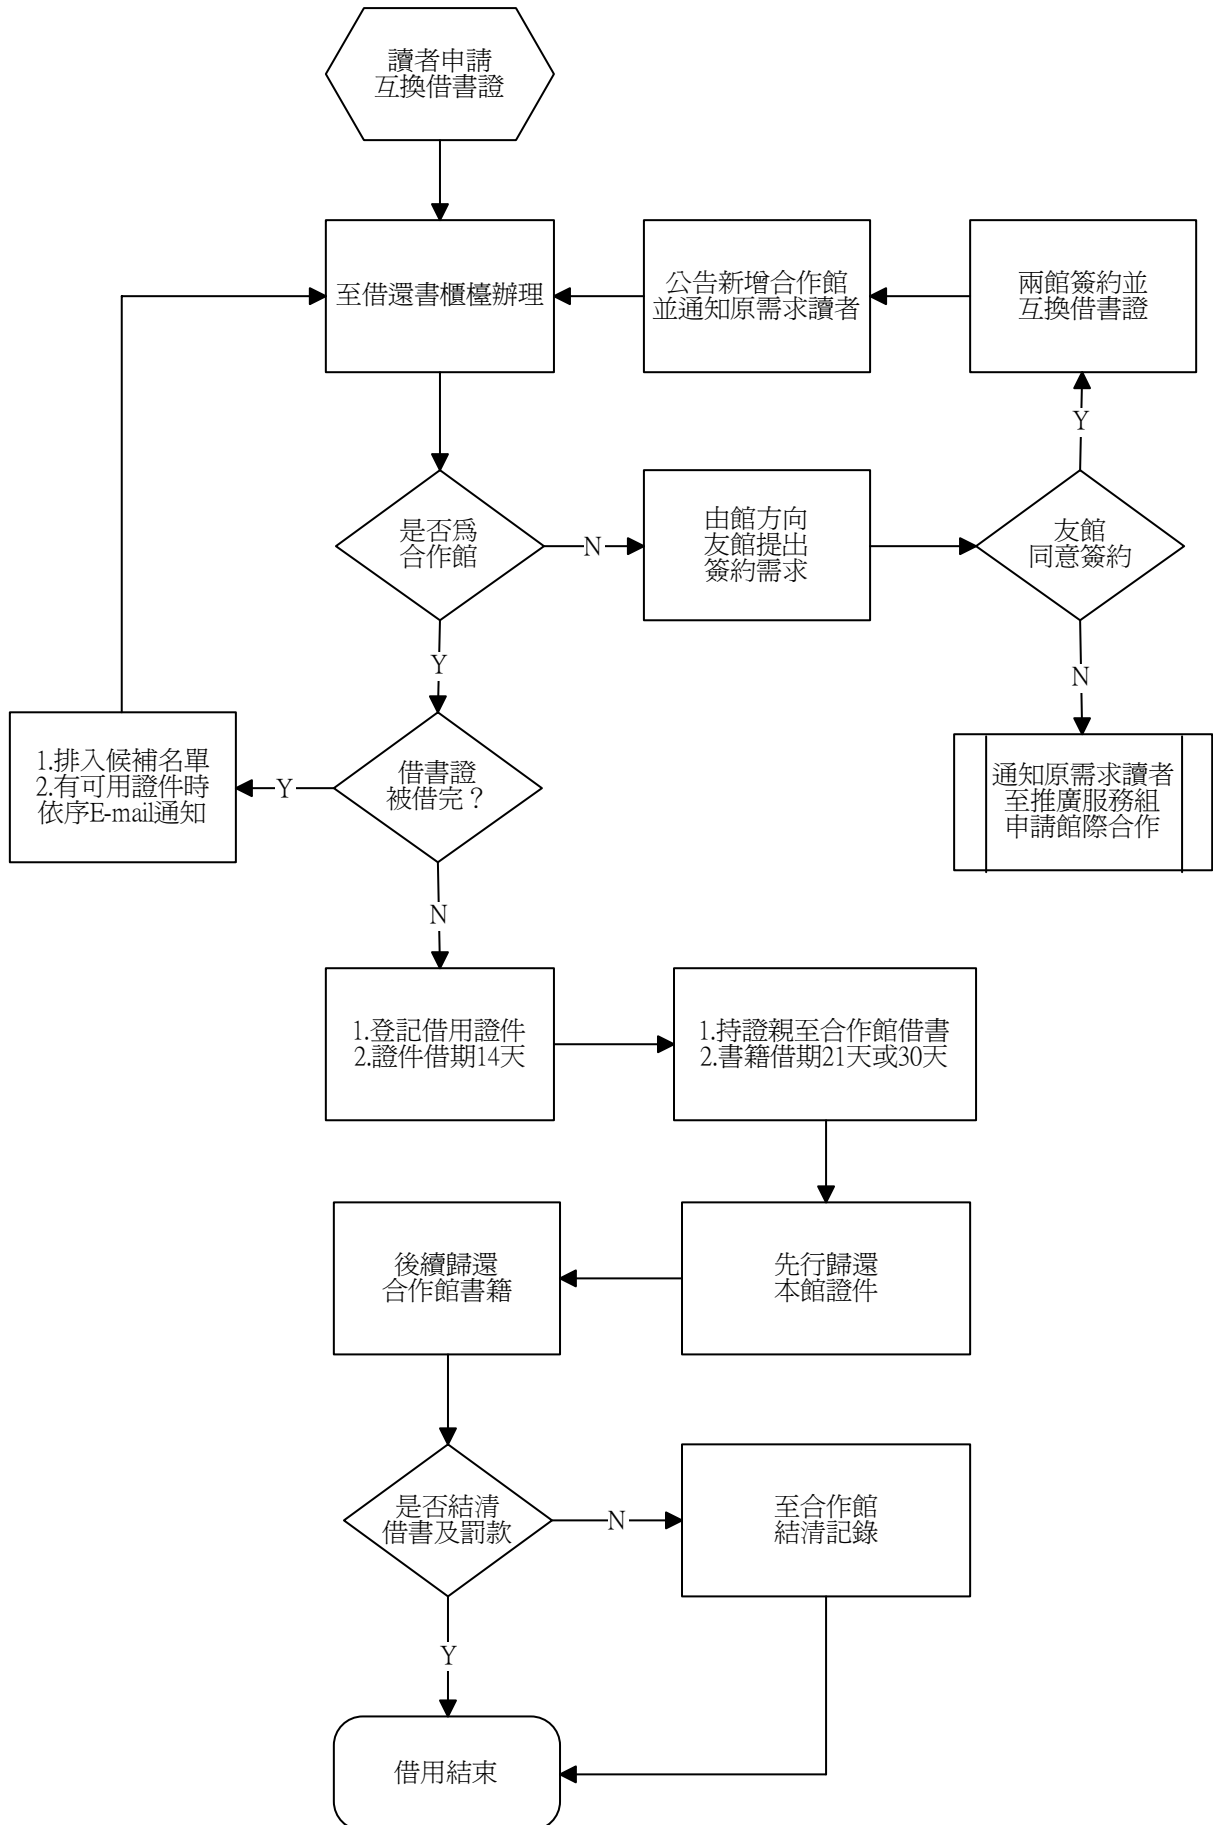 讀者申請
互換借書證
至借還書櫃檯辦理
公告新增合作館
並通知原需求讀者
兩館簽約並
互換借書證
Y
是否為
合作館
N
由館方向
友館提出
簽約需求
友館
同意簽約
Y
N
1.排入候補名單
2.有可用證件時
依序E-mail通知
Y
借書證
被借完？
通知原需求讀者
至推廣服務組
申請館際合作
N
1.登記借用證件
2.證件借期14天
1.持證親至合作館借書
2.書籍借期21天或30天
後續歸還
合作館書籍
先行歸還
本館證件
是否結清
借書及罰款
N
至合作館
結清記錄
Y
借用結束